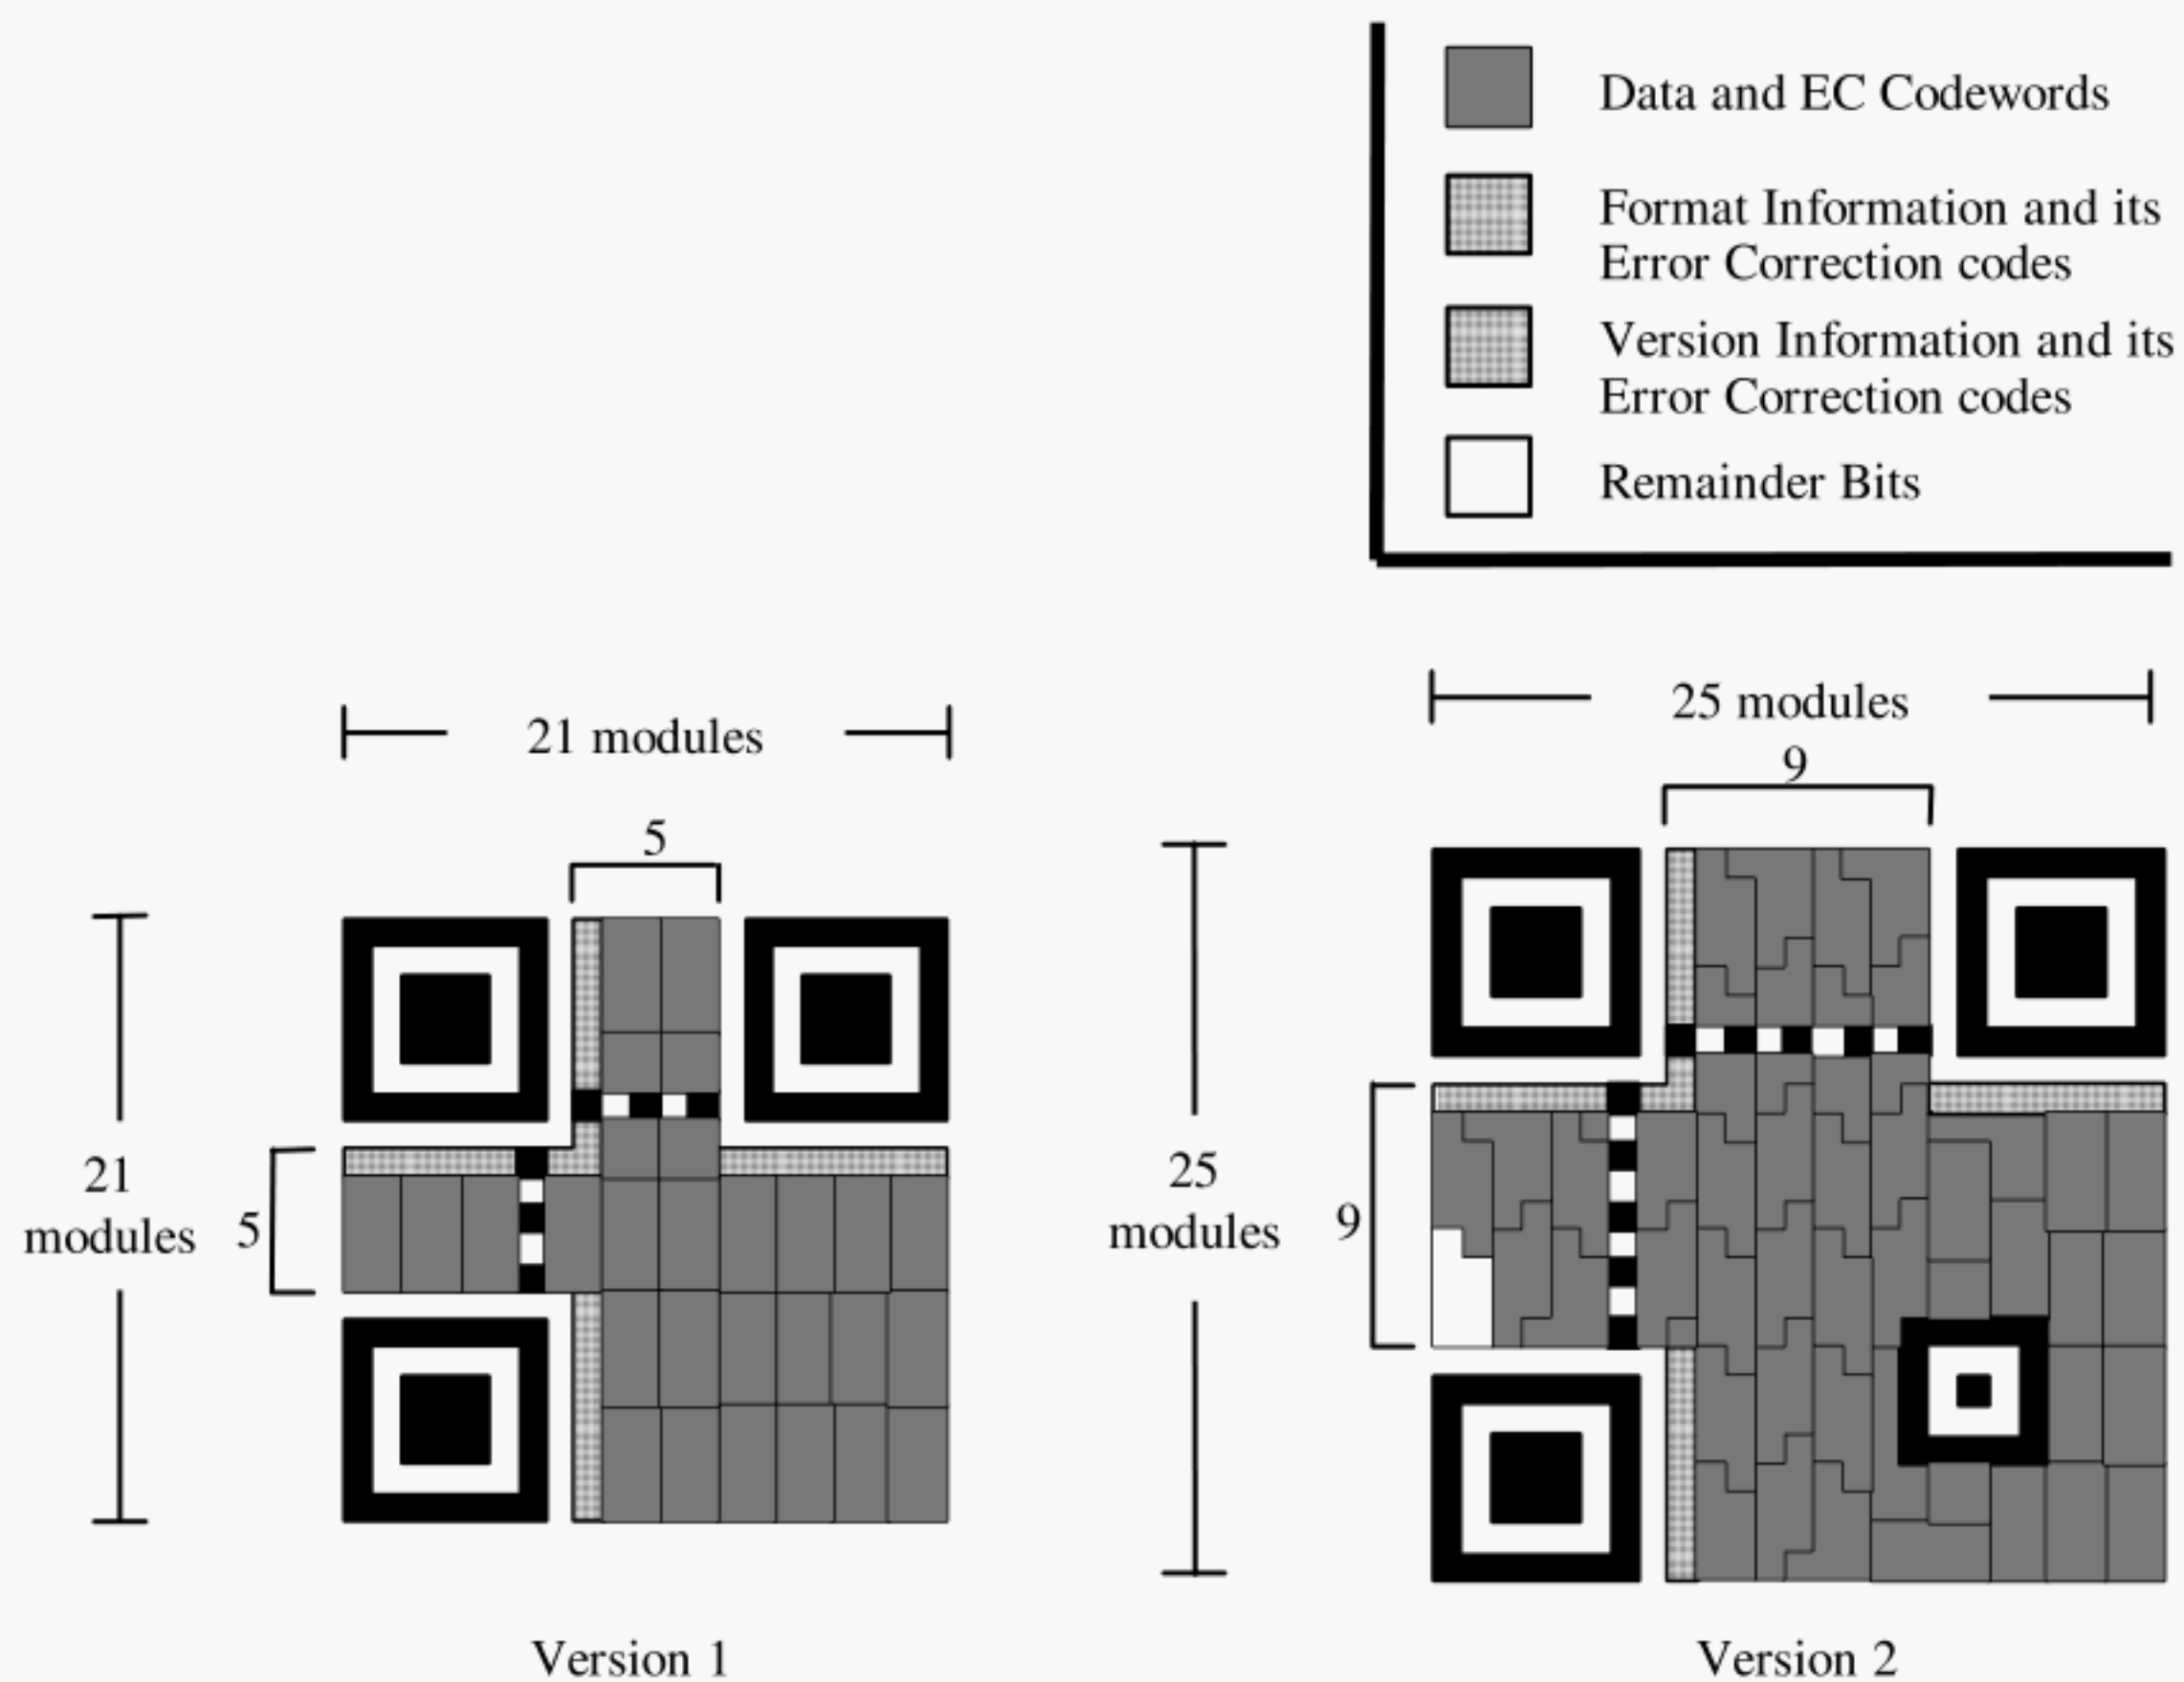 Data and EC Codewords
Format Information and its
Error Correction codes
Version Information and its
Error Correction codes
Remainder Bits
21 modules
5
21
modules
5
Version 1
25 modules
9
25
modules
9
Version 2